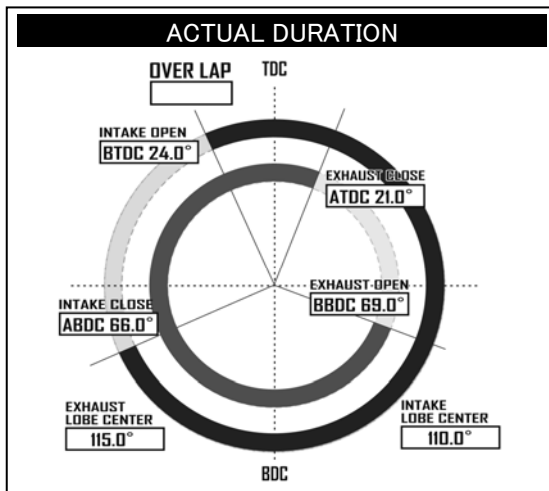 ACTUAL DURATION
OVER LAP
TDC
INTAKE OPEN
BTDC 24.0°
EXHAUST CLOSE
ATDC 21.0°
INTAKE CLOSE
ABDC 66.0°
EXHAUST OPEN
BBDC 69.0°
EXHAUST
LOBE CENTER
115.0°
INTAKE
LOBE CENTER
110.0°
BDC